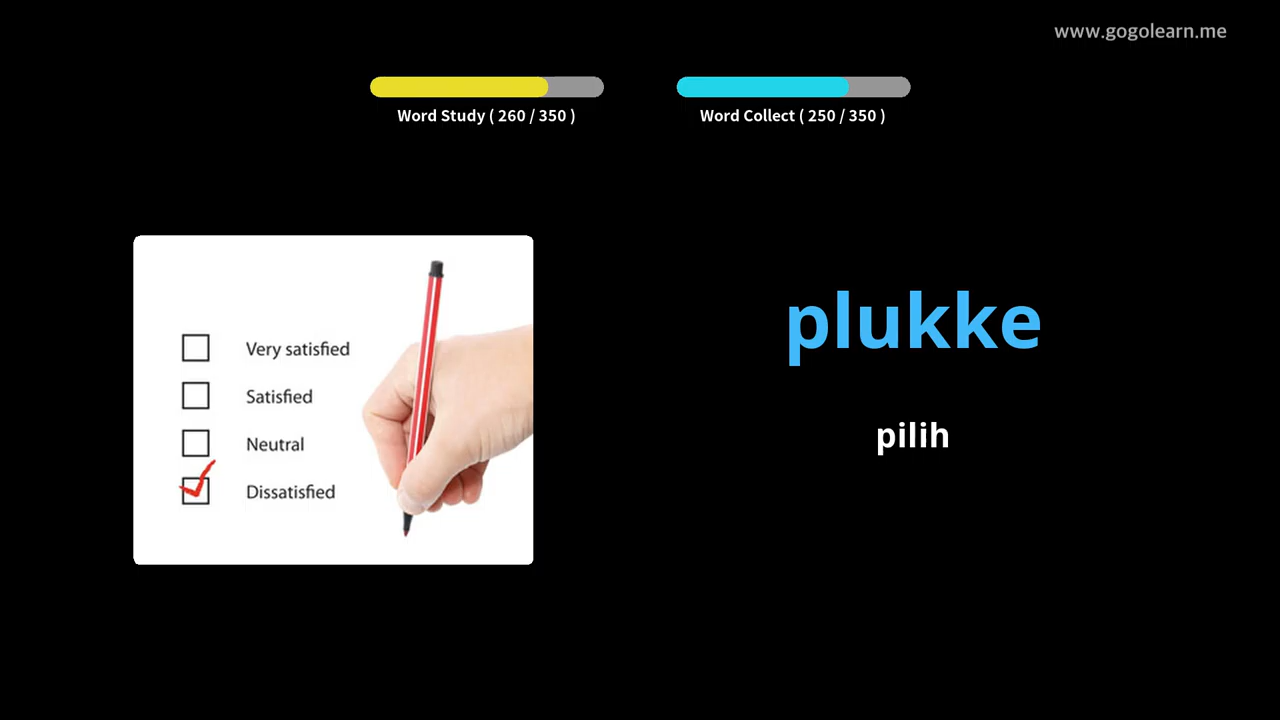 www.gogolearn.me
Word Study ( 260 / 350 )
Word Collect ( 250 / 350 )
Very satisfied
Satisfied
Neutral
Dissatisfied
plukke
pilih